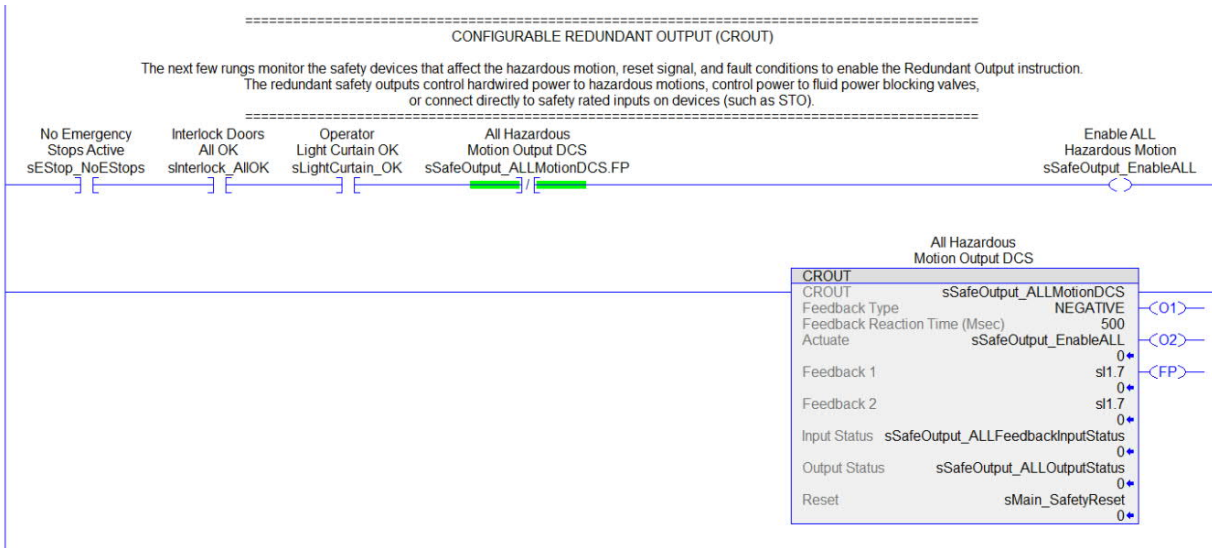 ==========================================================================================
CONFIGURABLE REDUNDANT OUTPUT (CROUT)
The next few rungs monitor the safety devices that affect the hazardous motion, reset signal, and fault conditions to enable the Redundant Output instruction.
The redundant safety outputs control hardwired power to hazardous motions, control power to fluid power blocking valves,
or connect directly to safety rated inputs on devices (such as STO).
==========================================================================================
No Emergency
Stops Active
sEStop_NoEStops
Interlock Doors
All OK
sInterlock_AllOK
Operator
Light Curtain OK
sLightCurtain_OK
All Hazardous
Motion Output DCS
sSafeOutput_ALLMotionDCS.FP
Enable ALL
Hazardous Motion
sSafeOutput_EnableALL
All Hazardous
Motion Output DCS
CROUT
CROUT sSafeOutput_ALLMotionDCS
Feedback Type NEGATIVE O1
Feedback Reaction Time (Msec) 500
Actuate sSafeOutput_EnableALL O2
0
Feedback 1 sI1.7 FP
0
Feedback 2 sI1.7
0
Input Status sSafeOutput_ALLFeedbackInputStatus
0
Output Status sSafeOutput_ALLOutputStatus
0
Reset sMain_SafetyReset
0